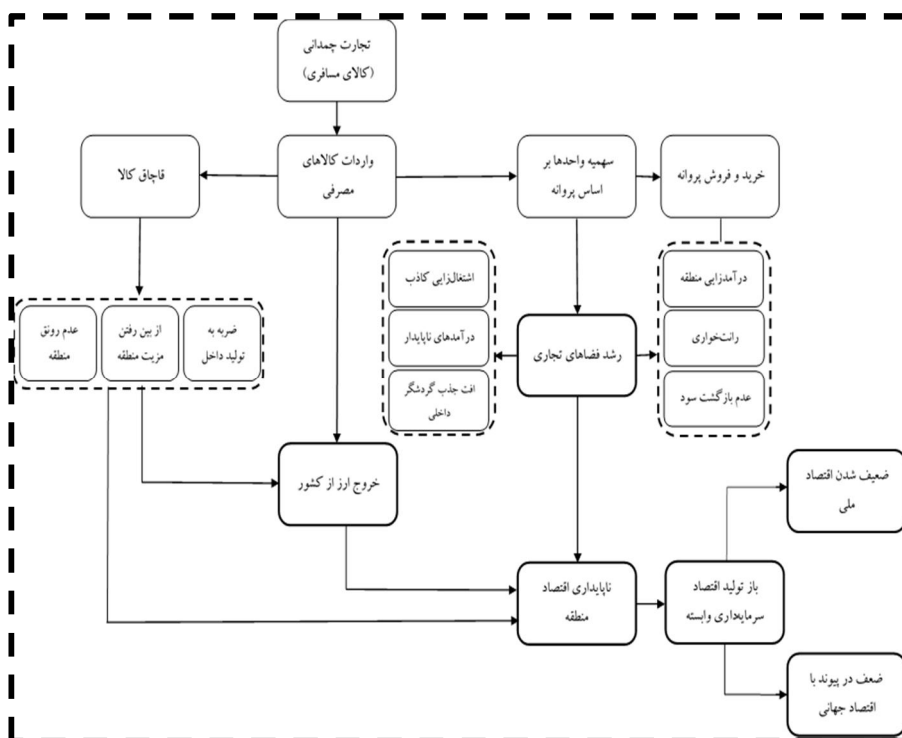 تجارت چمدانی
(کالای مسافری)
خرید و فروش پروانه
سهمیه واحدها بر
اساس پروانه
واردات کالاهای
مصرفی
قاچاق کالا
درآمدزایی منطقه
رانت‌خواری
عدم بازگشت سود
اشتغال‌زایی کاذب
درآمدهای ناپایدار
افت جذب گردشگر
داخلی
رشد فضاهای تجاری
ضربه به
تولید داخل
از بین رفتن
مزیت منطقه
عدم رونق
منطقه
خروج ارز از کشور
ضعیف شدن اقتصاد
ملی
باز تولید اقتصاد
سرمایه‌داری وابسته
ناپایداری اقتصاد
منطقه
ضعف در پیوند با
اقتصاد جهانی